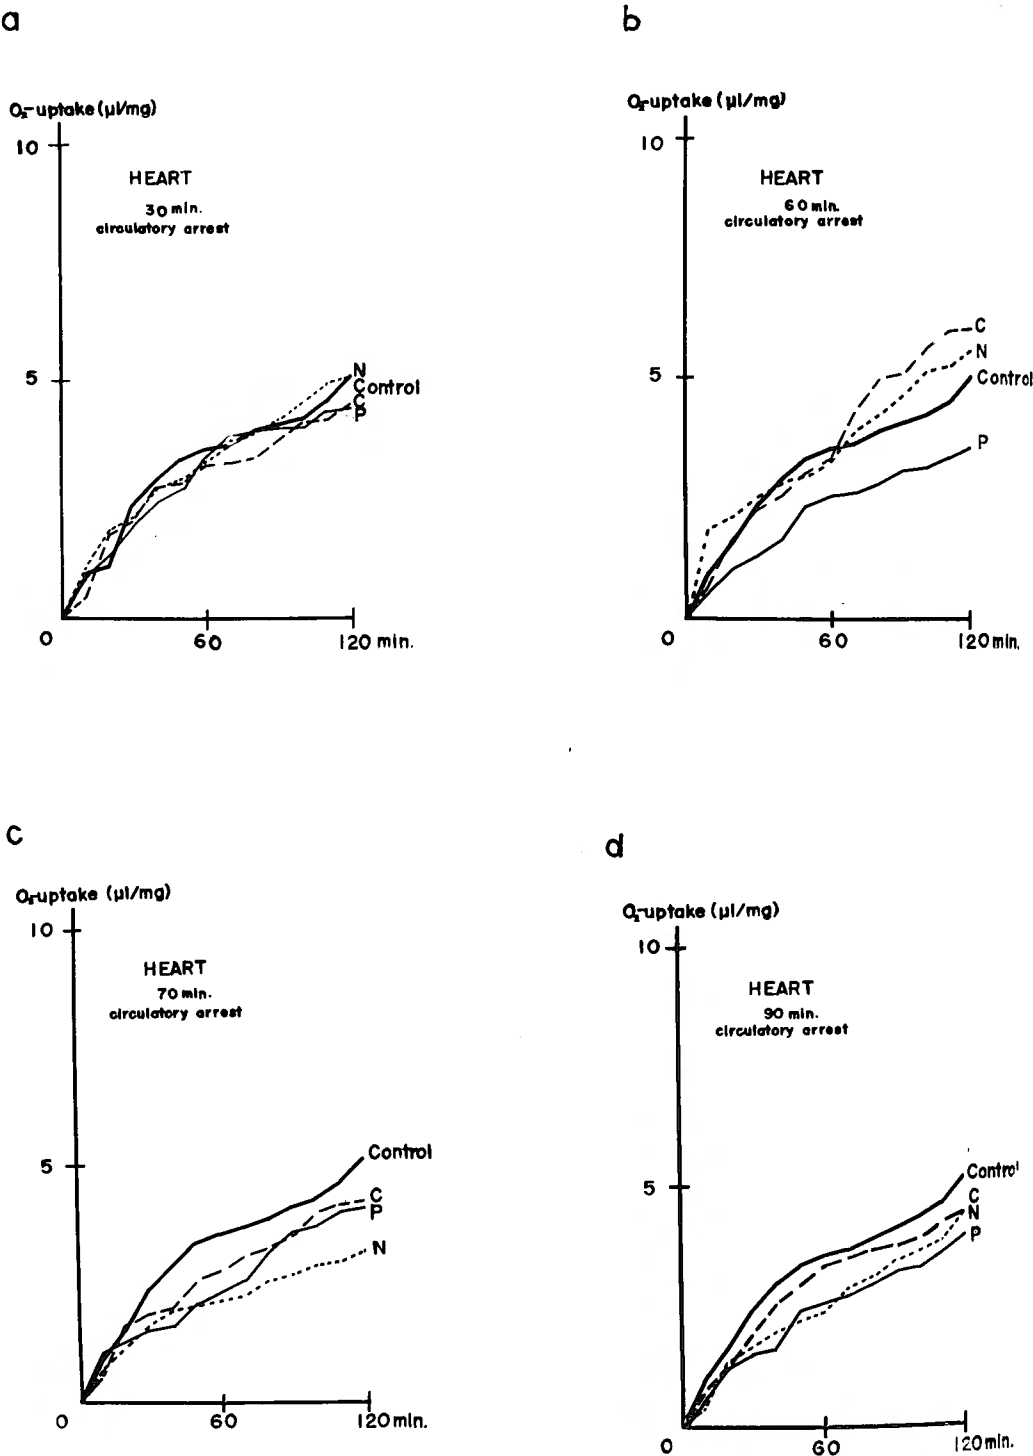 a
O₂-uptake (µl/mg)
10
HEART
30 min.
circulatory arrest
5
N
Control
C
P
0
60
120 min.
b
O₂-uptake (µl/mg)
10
HEART
60 min.
circulatory arrest
C
N
5
Control
P
0
60
120 min.
c
O₂-uptake (µl/mg)
10
HEART
70 min.
circulatory arrest
5
Control
C
P
N
0
60
120 min.
d
O₂-uptake (µl/mg)
10
HEART
90 min.
circulatory arrest
5
Control
C
N
P
0
60
120 min.